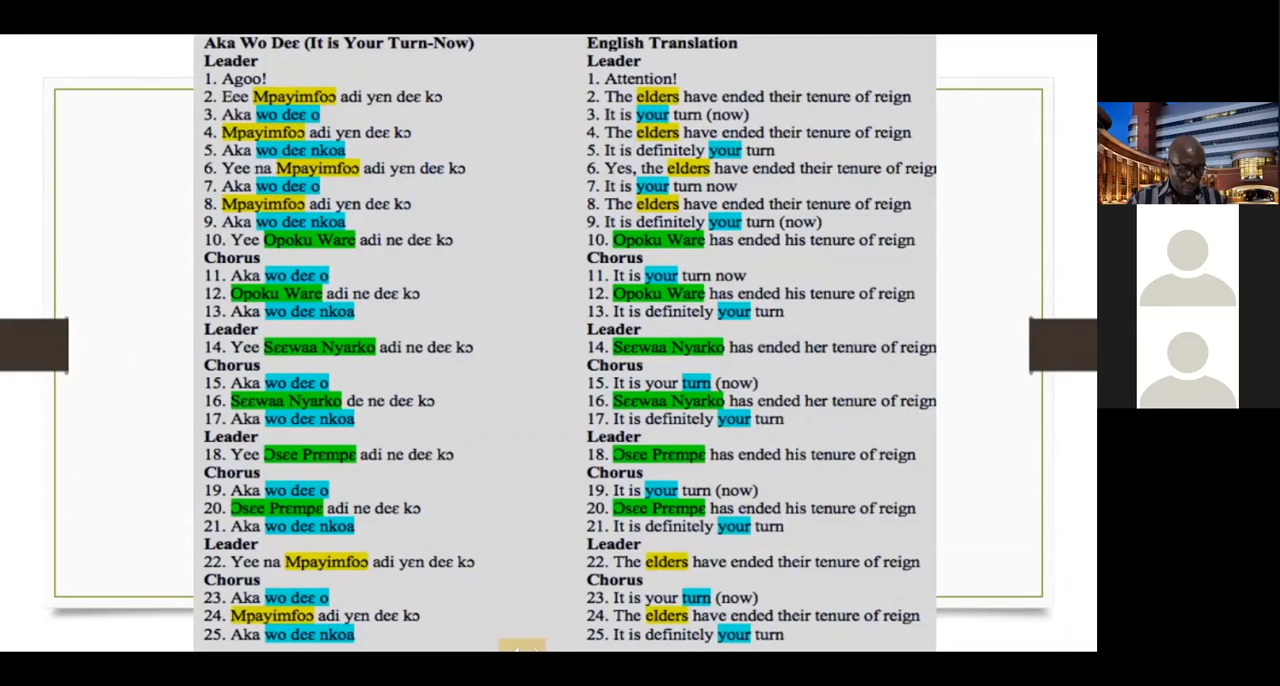 Aka Wo Deɛ (It is Your Turn-Now)
Leader
1. Agoo!
2. Eee Mpayimfoɔ adi yɛn deɛ kɔ
3. Aka wo deɛ o
4. Mpayimfoɔ adi yɛn deɛ kɔ
5. Aka wo deɛ nkoa
6. Yee na Mpayimfoɔ adi yɛn deɛ kɔ
7. Aka wo deɛ o
8. Mpayimfoɔ adi yɛn deɛ kɔ
9. Aka wo deɛ nkoa
10. Yee Opoku Ware adi ne deɛ kɔ
Chorus
11. Aka wo deɛ o
12. Opoku Ware adi ne deɛ kɔ
13. Aka wo deɛ nkoa
Leader
14. Yee Sɛɛwaa Nyarko adi ne deɛ kɔ
Chorus
15. Aka wo deɛ o
16. Sɛɛwaa Nyarko de ne deɛ kɔ
17. Aka wo deɛ nkoa
Leader
18. Yee Ɔsɛɛ Prɛmpɛ adi ne deɛ kɔ
Chorus
19. Aka wo deɛ o
20. Ɔsɛɛ Prɛmpɛ adi ne deɛ kɔ
21. Aka wo deɛ nkoa
Leader
22. Yee na Mpayimfoɔ adi yɛn deɛ kɔ
Chorus
23. Aka wo deɛ o
24. Mpayimfoɔ adi yɛn deɛ kɔ
25. Aka wo deɛ nkoa
English Translation
Leader
1. Attention!
2. The elders have ended their tenure of reign
3. It is your turn (now)
4. The elders have ended their tenure of reign
5. It is definitely your turn
6. Yes, the elders have ended their tenure of reign
7. It is your turn now
8. The elders have ended their tenure of reign
9. It is definitely your turn (now)
10. Opoku Ware has ended his tenure of reign
Chorus
11. It is your turn now
12. Opoku Ware has ended his tenure of reign
13. It is definitely your turn
Leader
14. Sɛɛwaa Nyarko has ended her tenure of reign
Chorus
15. It is your turn (now)
16. Sɛɛwaa Nyarko has ended her tenure of reign
17. It is definitely your turn
Leader
18. Ɔsɛɛ Prɛmpɛ has ended his tenure of reign
Chorus
19. It is your turn (now)
20. Ɔsɛɛ Prɛmpɛ has ended his tenure of reign
21. It is definitely your turn
Leader
22. The elders have ended their tenure of reign
Chorus
23. It is your turn (now)
24. The elders have ended their tenure of reign
25. It is definitely your turn